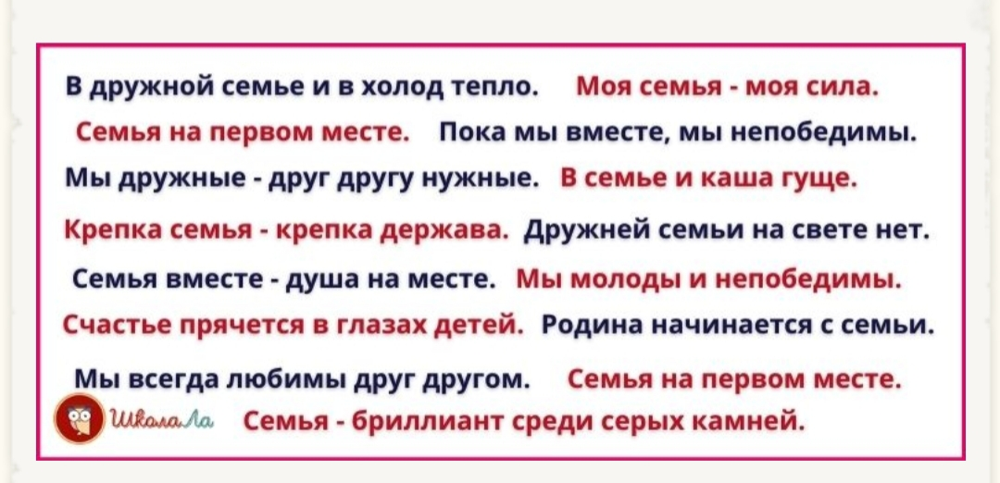 В дружной семье и в холод тепло. Моя семья - моя сила.
Семья на первом месте. Пока мы вместе, мы непобедимы.
Мы дружные - друг другу нужные. В семье и каша гуще.
Крепка семья - крепка держава. Дружней семьи на свете нет.
Семья вместе - душа на месте. Мы молоды и непобедимы.
Счастье прячется в глазах детей. Родина начинается с семьи.
Мы всегда любимы друг другом. Семья на первом месте.
ШколаЛа Семья - бриллиант среди серых камней.